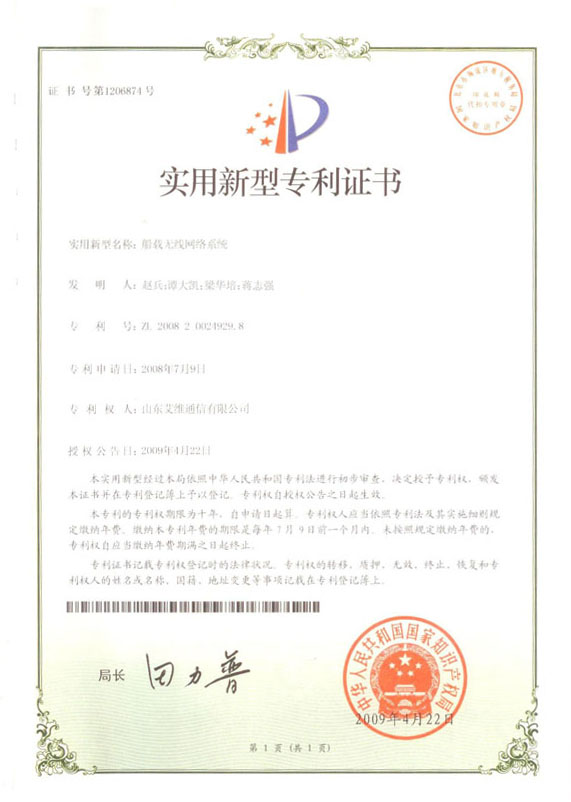 证 书 号第1206874号
实用新型专利证书
实用新型名称：船载无线网络系统
发 明 人：赵兵;谭大凯;梁华培;蒋志强
专 利 号：ZL 2008 2 0024929.8
专利申请日：2008年7月9日
专 利 权 人：山东艾维通信有限公司
授权公告日：2009年4月22日
本实用新型经过本局依照中华人民共和国专利法进行初步审查，决定授予专利权，颁发
本证书并在专利登记簿上予以登记。专利权自授权公告之日起生效。
本专利的专利权期限为十年，自申请日起算。专利权人应当依照专利法及其实施细则规
定缴纳年费。缴纳本专利年费的期限是每年7月9日前一个月内。未按照规定缴纳年费的，
专利权自应当缴纳年费期满之日起终止。
专利证书记载专利权登记时的法律状况。专利权的转移、质押、无效、终止、恢复和专
利权人的姓名或名称、国籍、地址变更等事项记载在专利登记簿上。
局长 田力普
中华人民共和国国家知识产权局
2009年4月22日
第 1 页 (共 1 页)